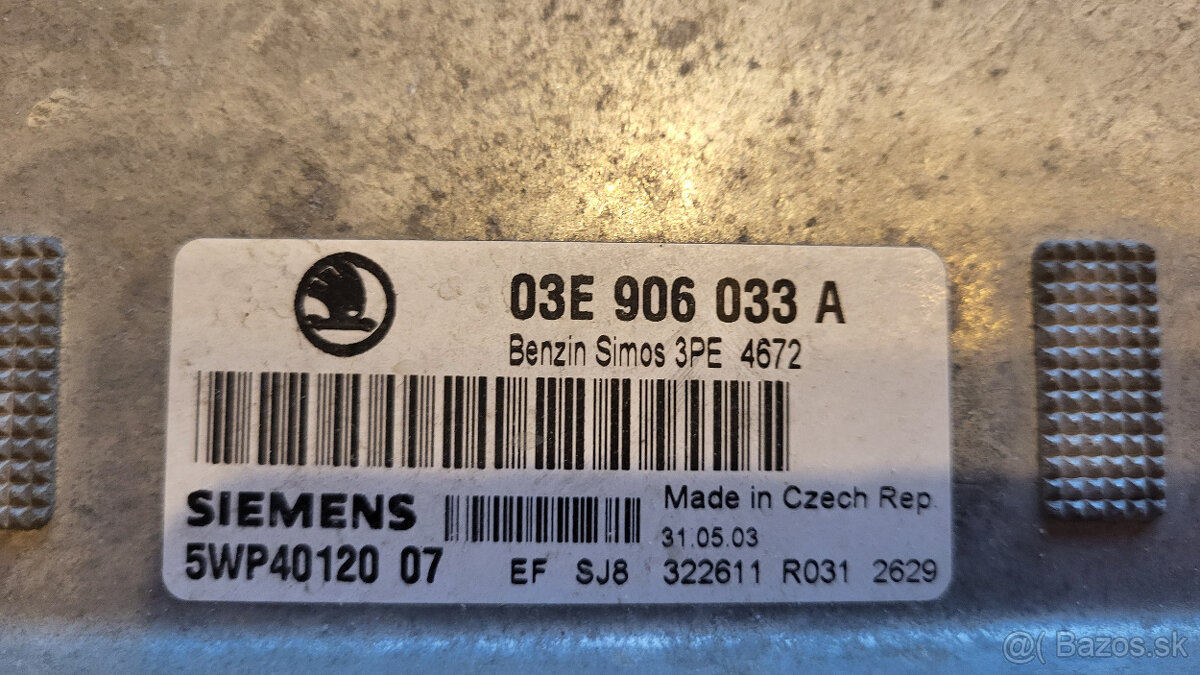 03E 906 033 A
Benzin Simos 3PE 4672
SIEMENS
Made in Czech Rep.
31.05.03
5WP40120 07
EF SJ8 322611 R031 2629
@( Bazos.sk